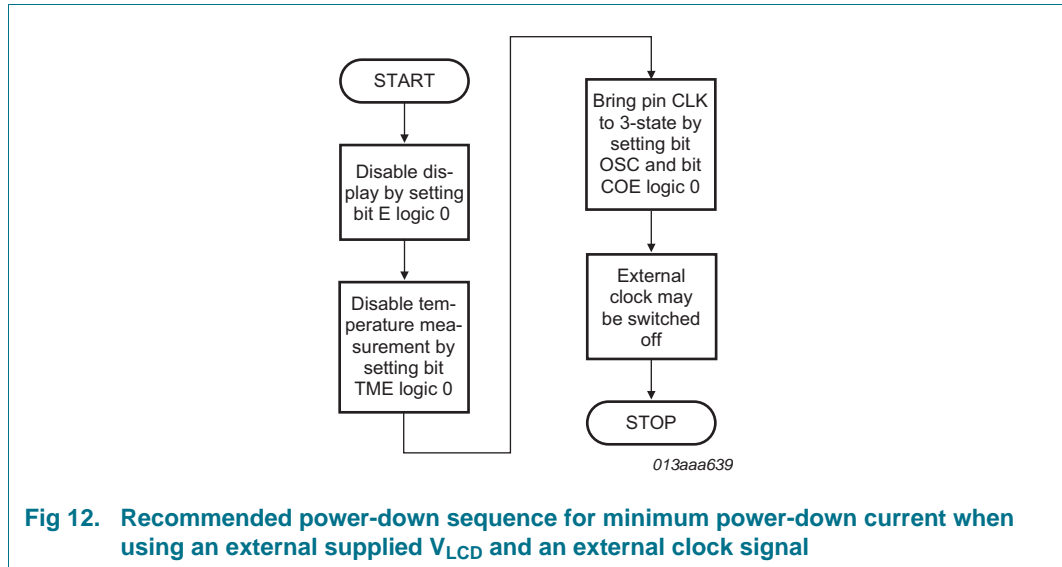 START
Disable dis-
play by setting
bit E logic 0
Disable tem-
perature mea-
surement by
setting bit
TME logic 0
Bring pin CLK
to 3-state by
setting bit
OSC and bit
COE logic 0
External
clock may
be switched
off
STOP
013aaa639
Fig 12. Recommended power-down sequence for minimum power-down current when
using an external supplied VLCD and an external clock signal